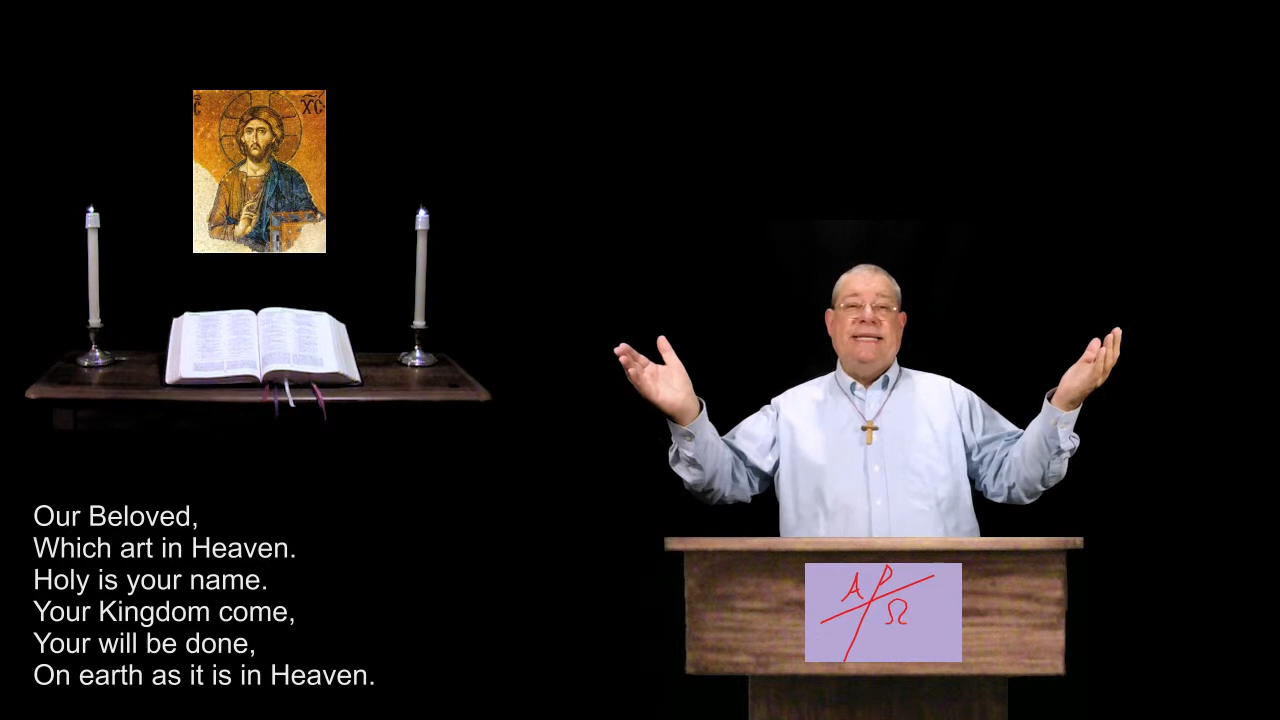 C ΧC
Our Beloved,
Which art in Heaven.
Holy is your name.
Your Kingdom come,
Your will be done,
On earth as it is in Heaven.
Α Ρ
Ω